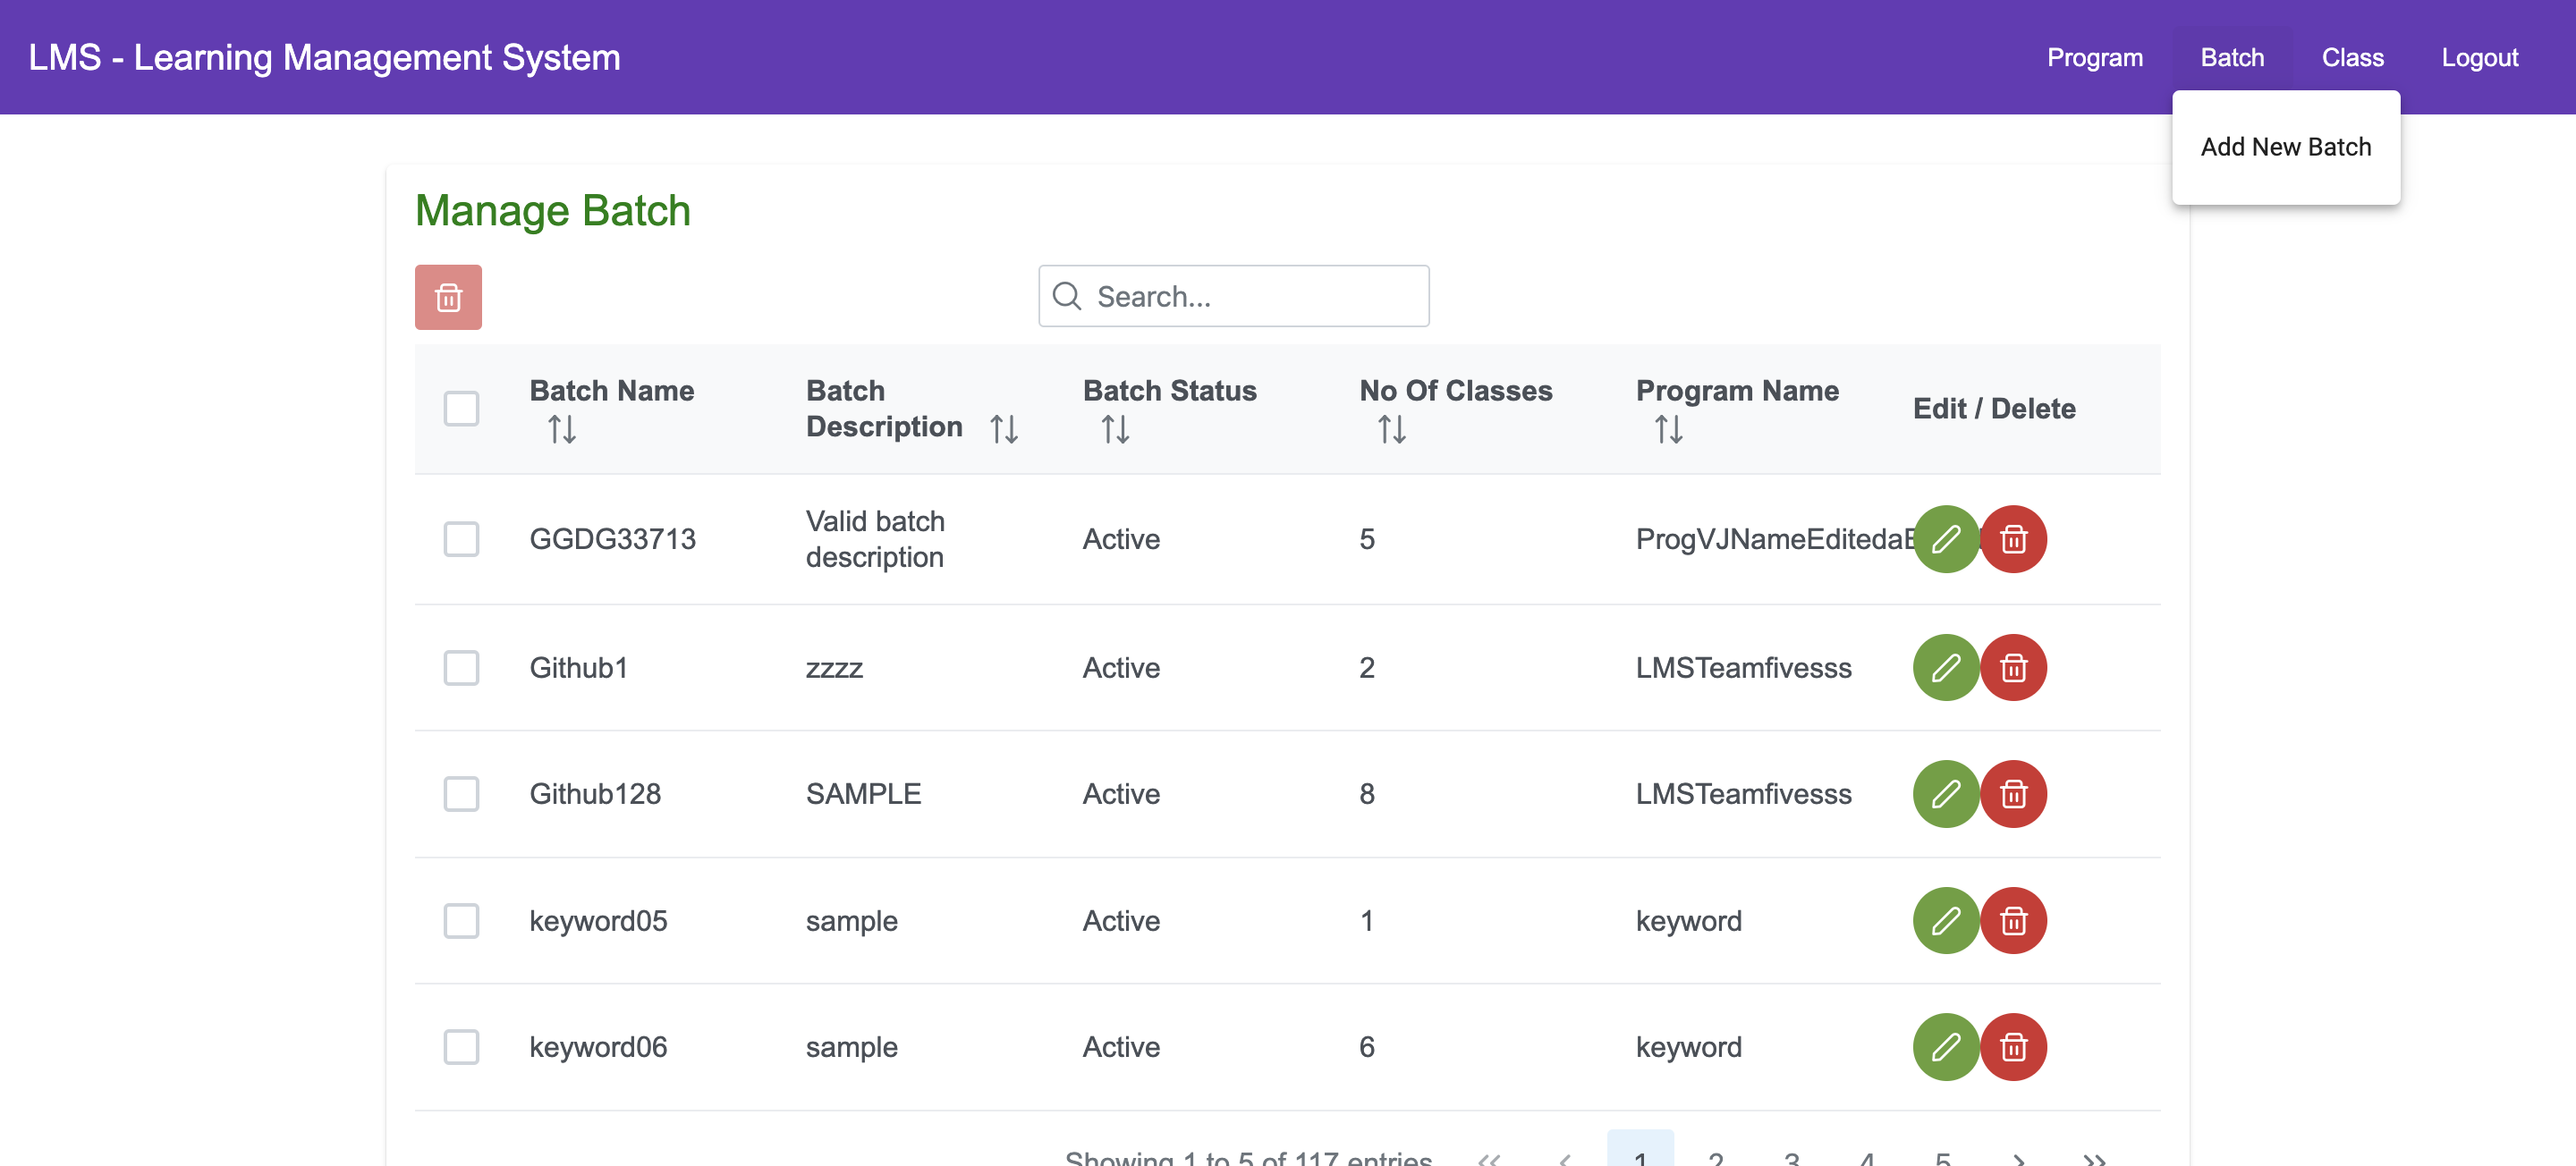 LMS - Learning Management System
Program Batch Class Logout
Add New Batch
Manage Batch
Search...
Batch Name Batch Description Batch Status No Of Classes Program Name Edit / Delete
GGDG33713 Valid batch description Active 5 ProgVJNameEditeda
Github1 zzzz Active 2 LMSTeamfivesss
Github128 SAMPLE Active 8 LMSTeamfivesss
keyword05 sample Active 1 keyword
keyword06 sample Active 6 keyword
Showing 1 to 5 of 117 entries << < 1 2 3 4 5 > >>